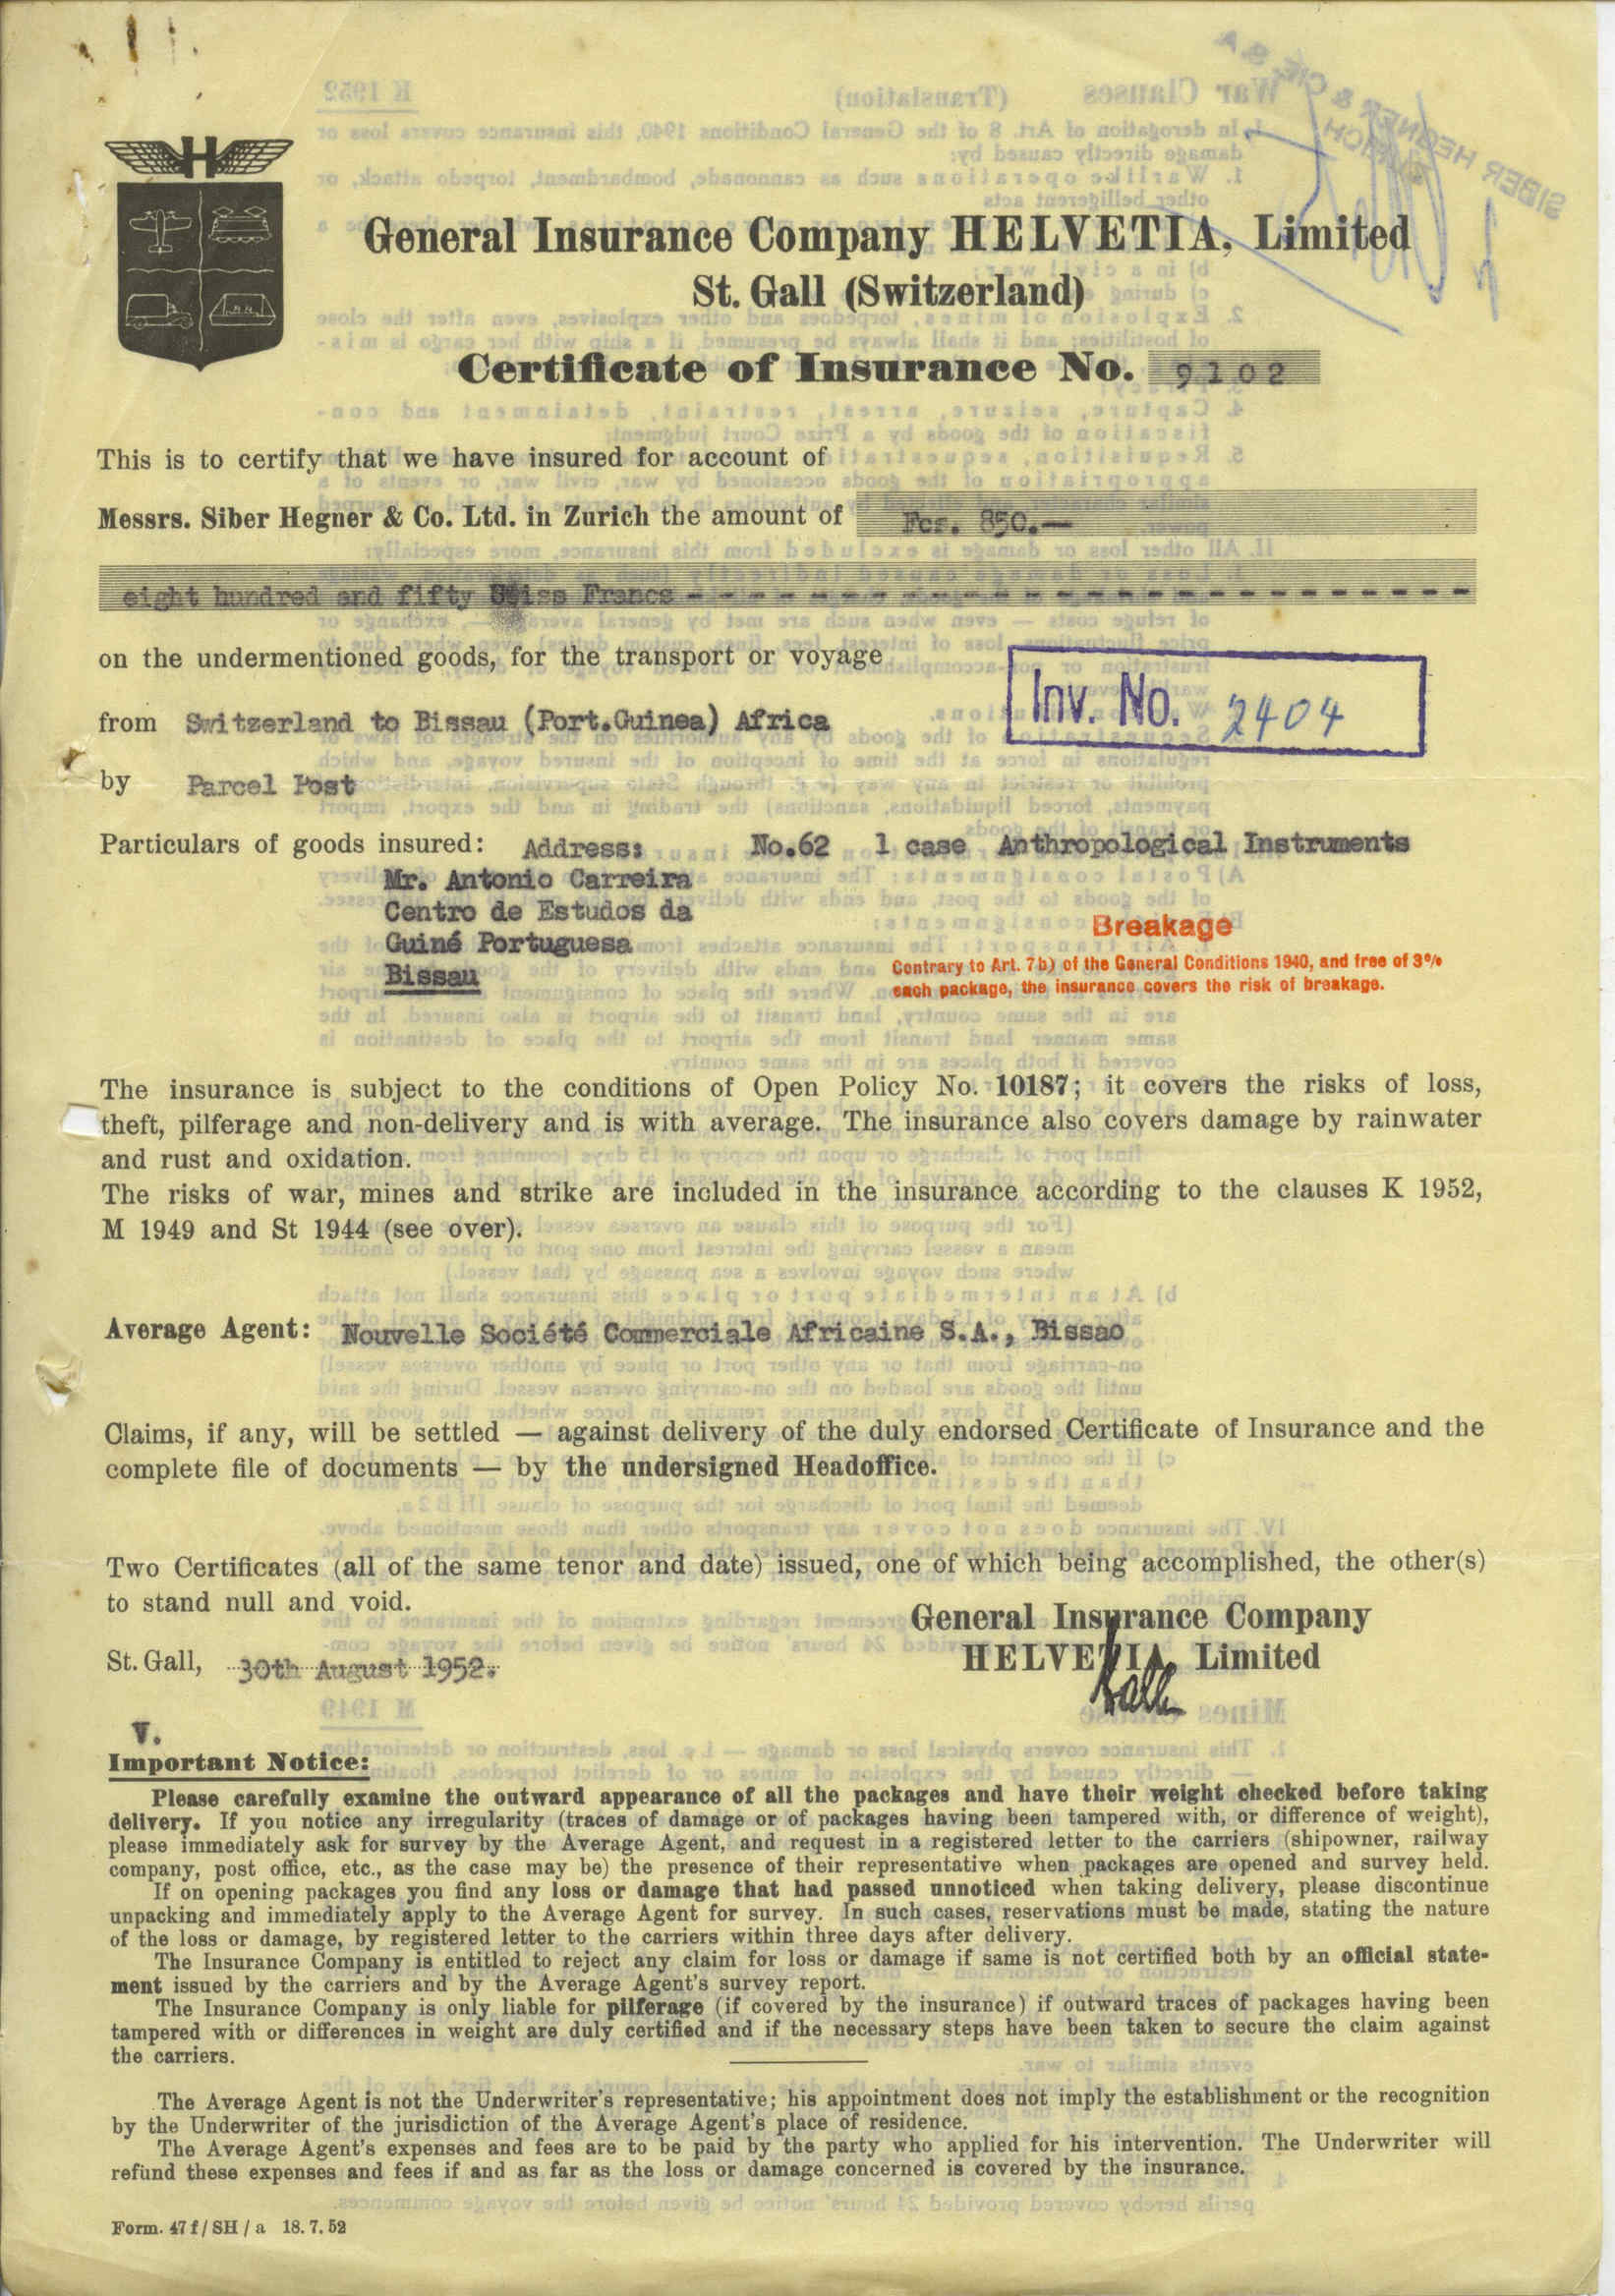 General Insurance Company HELVETIA, Limited
St. Gall (Switzerland)
Certificate of Insurance No. 9102
This is to certify that we have insured for account of
Messrs. Siber Hegner & Co. Ltd. in Zurich the amount of Fcs. 850.—
eight hundred and fifty Swiss Francs - - - - - - - - - - - - - - - - - - - - - - - - - - -
on the undermentioned goods, for the transport or voyage
Inv. No. 2404
from Switzerland to Bissau (Port.Guinea) Africa
by Parcel Post
Particulars of goods insured: Address: No.62 1 case Anthropological Instruments
Mr. Antonio Carreira
Centro de Estudos da
Guiné Portuguesa
Bissau
Breakage
Contrary to Art. 7b) of the General Conditions 1940, and free of 3%
each package, the insurance covers the risk of breakage.
The insurance is subject to the conditions of Open Policy No. 10187; it covers the risks of loss,
theft, pilferage and non-delivery and is with average. The insurance also covers damage by rainwater
and rust and oxidation.
The risks of war, mines and strike are included in the insurance according to the clauses K 1952,
M 1949 and St 1944 (see over).
Average Agent: Nouvelle Société Commerciale Africaine S.A., Bissao
Claims, if any, will be settled — against delivery of the duly endorsed Certificate of Insurance and the
complete file of documents — by the undersigned Headoffice.
Two Certificates (all of the same tenor and date) issued, one of which being accomplished, the other(s)
to stand null and void.
General Insurance Company
HELVETIA, Limited
St. Gall, 30th August 1952.
V.
Important Notice:
Please carefully examine the outward appearance of all the packages and have their weight checked before taking
delivery. If you notice any irregularity (traces of damage or of packages having been tampered with, or difference of weight),
please immediately ask for survey by the Average Agent, and request in a registered letter to the carriers (shipowner, railway
company, post office, etc., as the case may be) the presence of their representative when packages are opened and survey held.
If on opening packages you find any loss or damage that had passed unnoticed when taking delivery, please discontinue
unpacking and immediately apply to the Average Agent for survey. In such cases, reservations must be made, stating the nature
of the loss or damage, by registered letter to the carriers within three days after delivery.
The Insurance Company is entitled to reject any claim for loss or damage if same is not certified both by an official state-
ment issued by the carriers and by the Average Agent's survey report.
The Insurance Company is only liable for pilferage (if covered by the insurance) if outward traces of packages having been
tampered with or differences in weight are duly certified and if the necessary steps have been taken to secure the claim against
the carriers.
The Average Agent is not the Underwriter's representative; his appointment does not imply the establishment or the recognition
by the Underwriter of the jurisdiction of the Average Agent's place of residence.
The Average Agent's expenses and fees are to be paid by the party who applied for his intervention. The Underwriter will
refund these expenses and fees if and as far as the loss or damage concerned is covered by the insurance.
Form. 47 f / SH / a 18. 7. 52